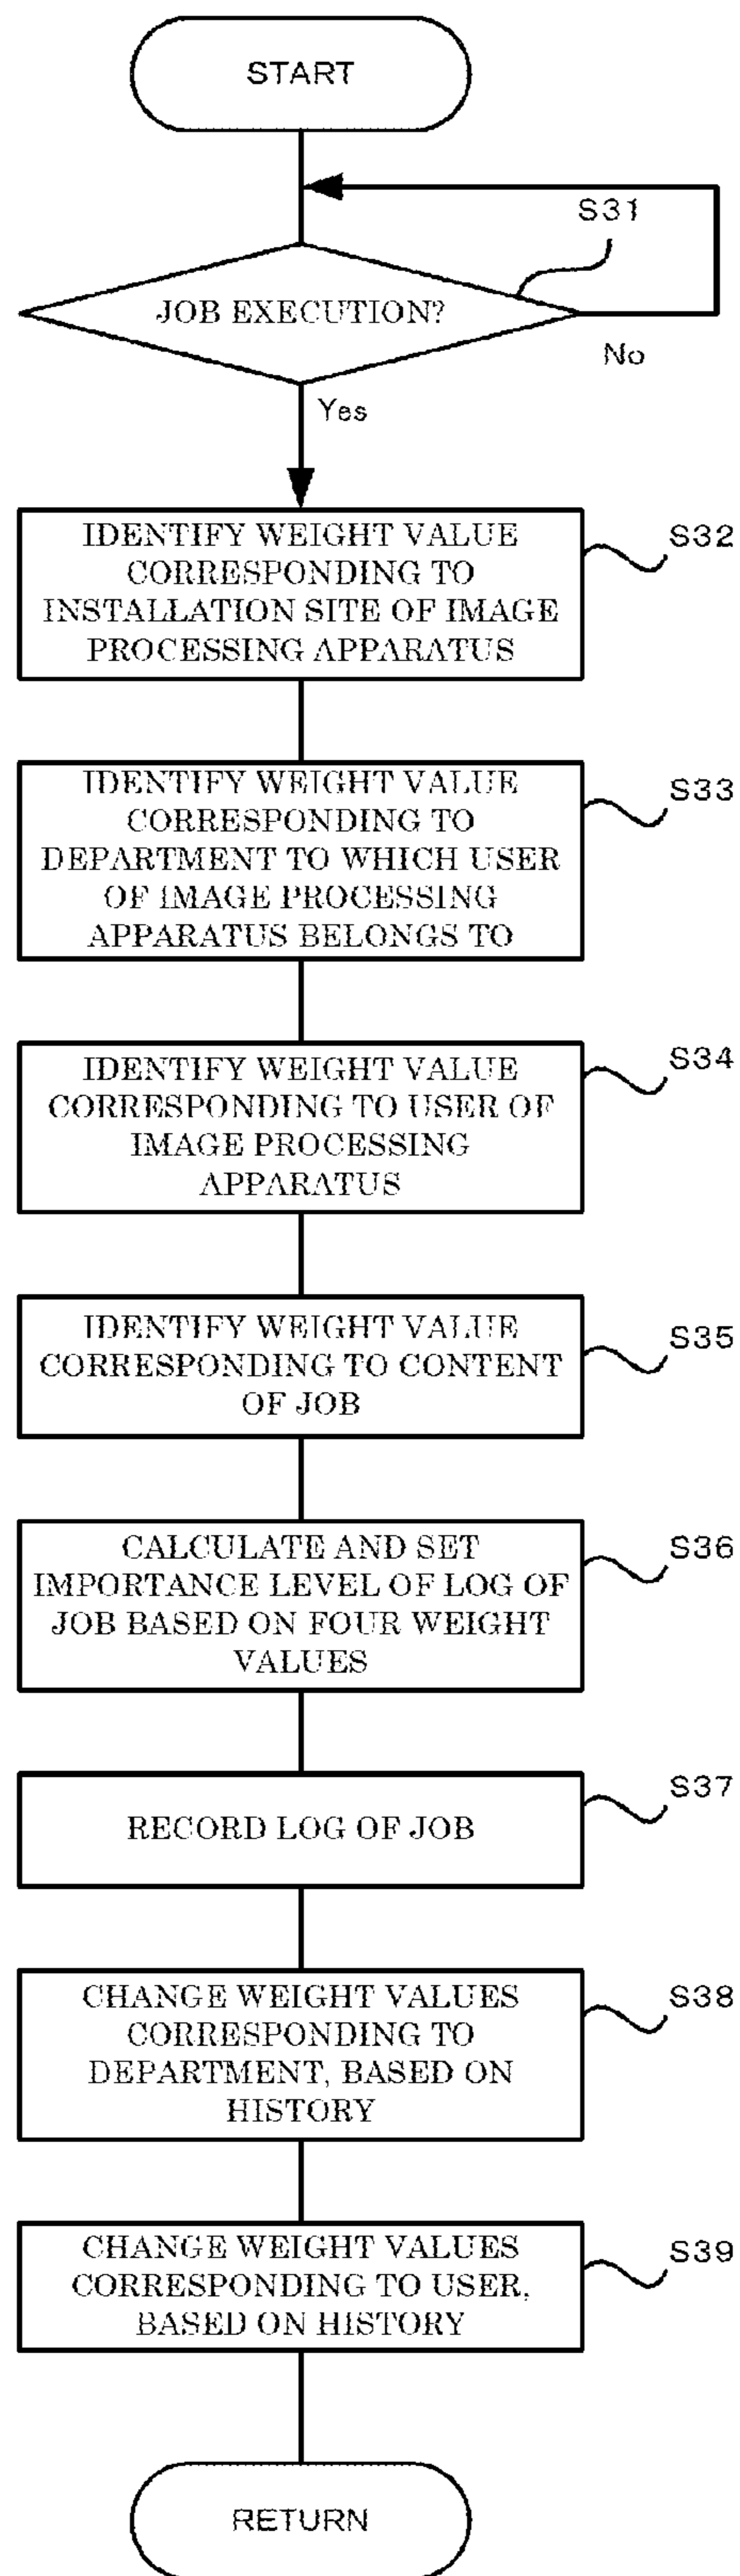 START
S31
JOB EXECUTION?
No
Yes
IDENTIFY WEIGHT VALUE
CORRESPONDING TO
INSTALLATION SITE OF IMAGE
PROCESSING APPARATUS
S32
IDENTIFY WEIGHT VALUE
CORRESPONDING TO
DEPARTMENT TO WHICH USER
OF IMAGE PROCESSING
APPARATUS BELONGS TO
S33
IDENTIFY WEIGHT VALUE
CORRESPONDING TO USER OF
IMAGE PROCESSING
APPARATUS
S34
IDENTIFY WEIGHT VALUE
CORRESPONDING TO CONTENT
OF JOB
S35
CALCULATE AND SET
IMPORTANCE LEVEL OF LOG OF
JOB BASED ON FOUR WEIGHT
VALUES
S36
RECORD LOG OF JOB
S37
CHANGE WEIGHT VALUES
CORRESPONDING TO
DEPARTMENT, BASED ON
HISTORY
S38
CHANGE WEIGHT VALUES
CORRESPONDING TO USER,
BASED ON HISTORY
S39
RETURN